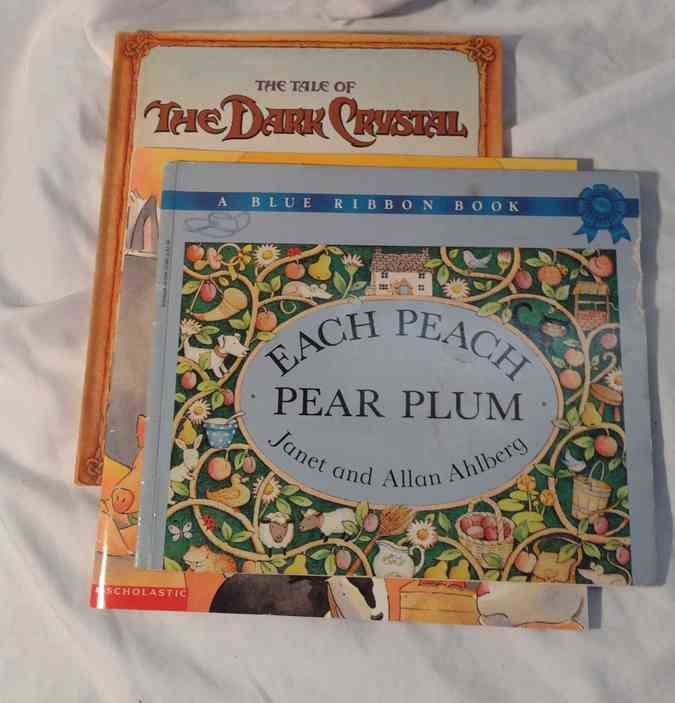 THE TALE OF
THE DARK CRYSTAL
A BLUE RIBBON BOOK
EACH PEACH
PEAR PLUM
Janet and Allan Ahlberg
SCHOLASTIC